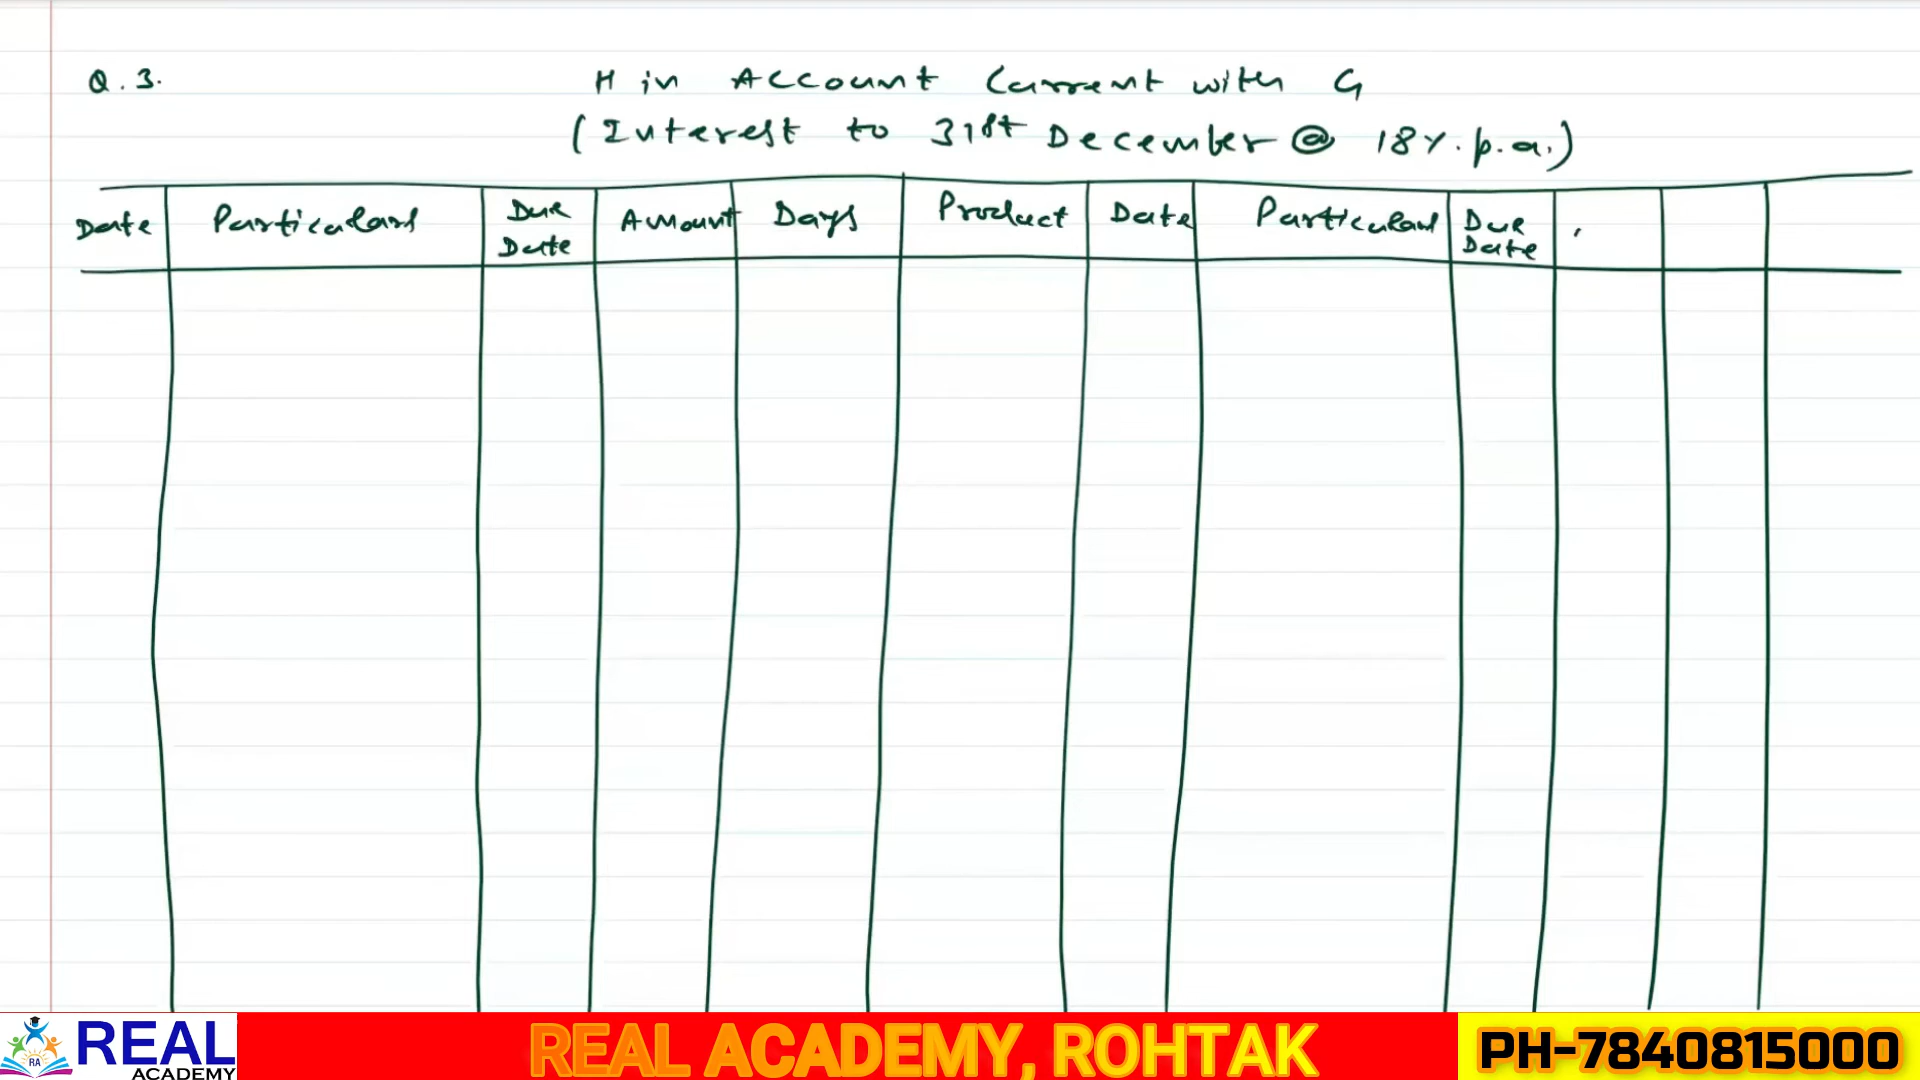 Q.3.
H in Account Current with G
(Interest to 31st December @ 18%.p.a.)
Date Particulars Due Date Amount Days Product Date Particulars Due Date
REAL ACADEMY
RA
REAL ACADEMY, ROHTAK
PH-7840815000